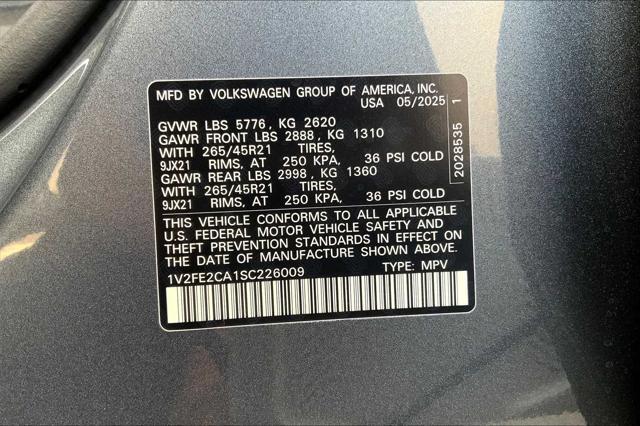 MFD BY VOLKSWAGEN GROUP OF AMERICA, INC.
USA 05/2025
GVWR LBS 5776, KG 2620
GAWR FRONT LBS 2888, KG 1310
WITH 265/45R21 TIRES,
9JX21 RIMS, AT 250 KPA, 36 PSI COLD
GAWR REAR LBS 2998, KG 1360
WITH 265/45R21 TIRES,
9JX21 RIMS, AT 250 KPA, 36 PSI COLD
THIS VEHICLE CONFORMS TO ALL APPLICABLE
U.S. FEDERAL MOTOR VEHICLE SAFETY AND
THEFT PREVENTION STANDARDS IN EFFECT ON
THE DATE OF MANUFACTURE SHOWN ABOVE.
1V2FE2CA1SC226009 TYPE: MPV
2028535 1